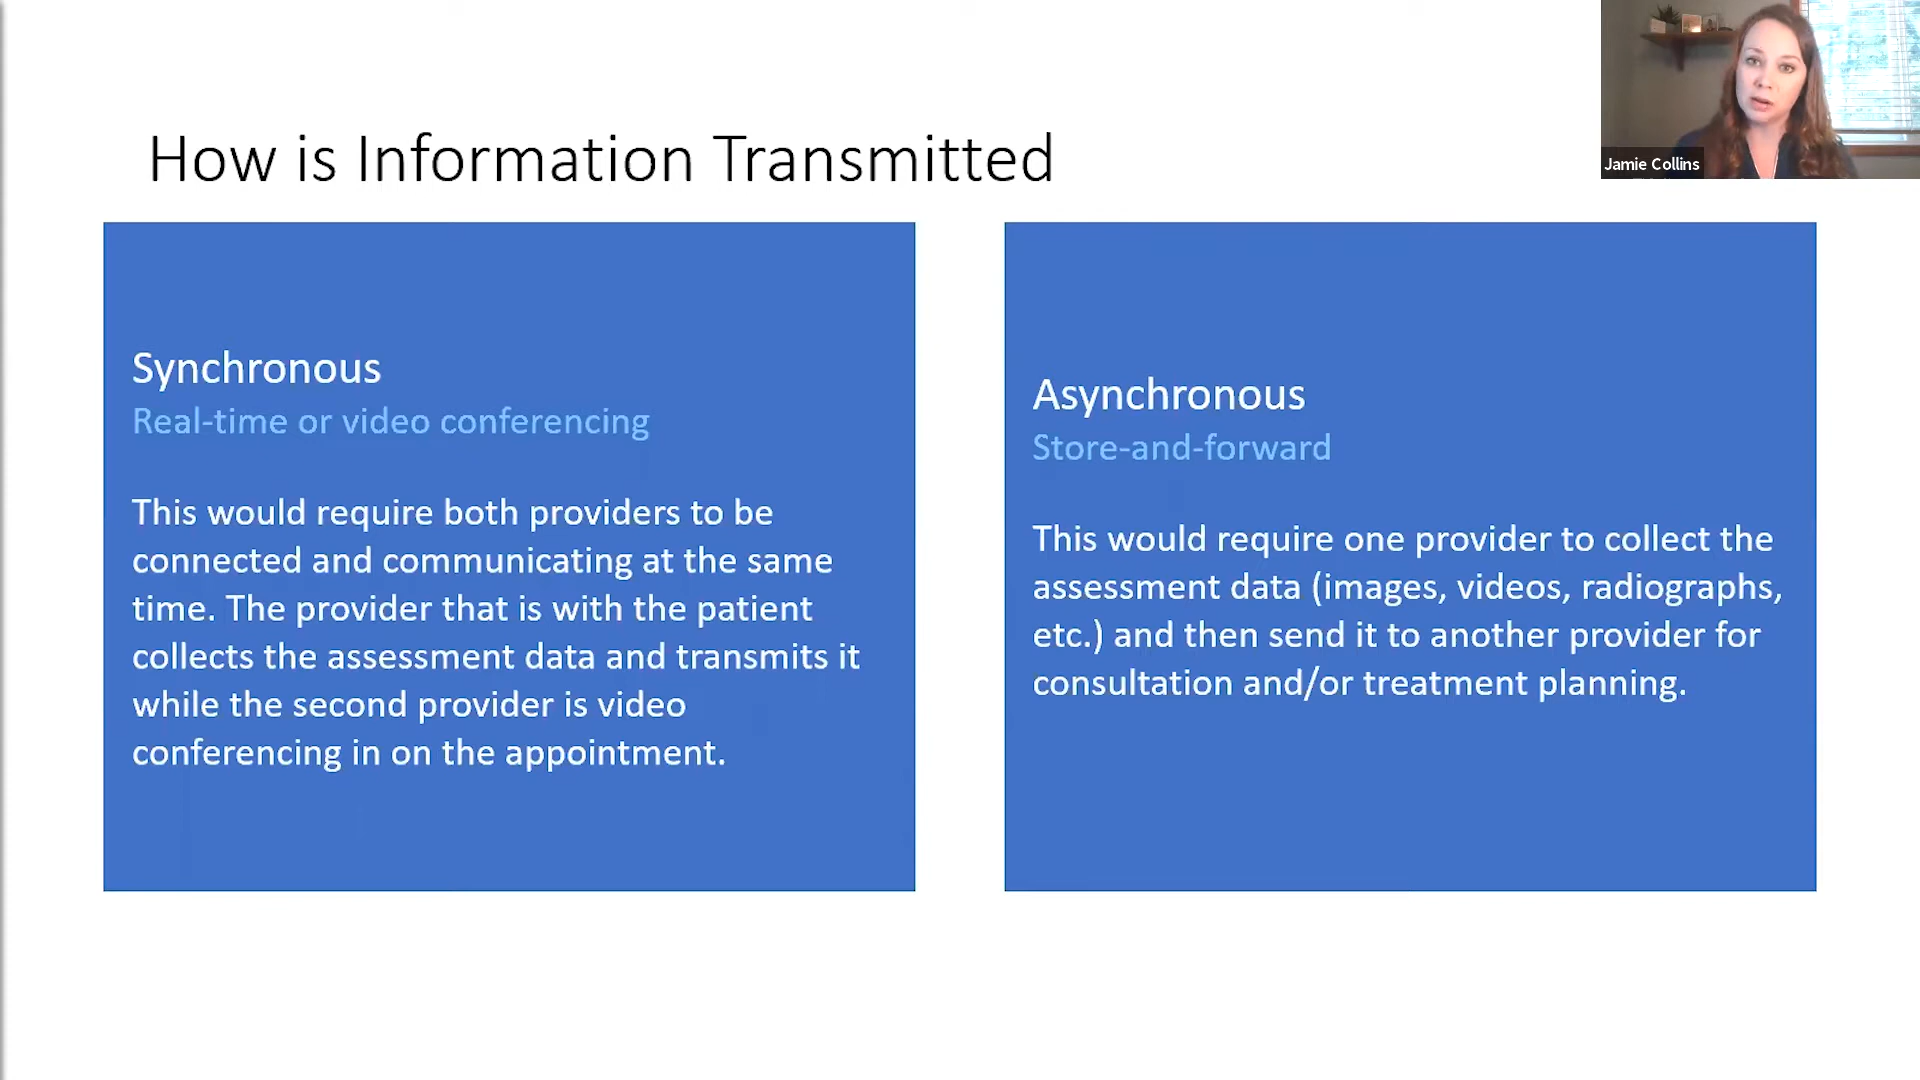 How is Information Transmitted
Jamie Collins
Synchronous
Real-time or video conferencing
This would require both providers to be
connected and communicating at the same
time. The provider that is with the patient
collects the assessment data and transmits it
while the second provider is video
conferencing in on the appointment.
Asynchronous
Store-and-forward
This would require one provider to collect the
assessment data (images, videos, radiographs,
etc.) and then send it to another provider for
consultation and/or treatment planning.